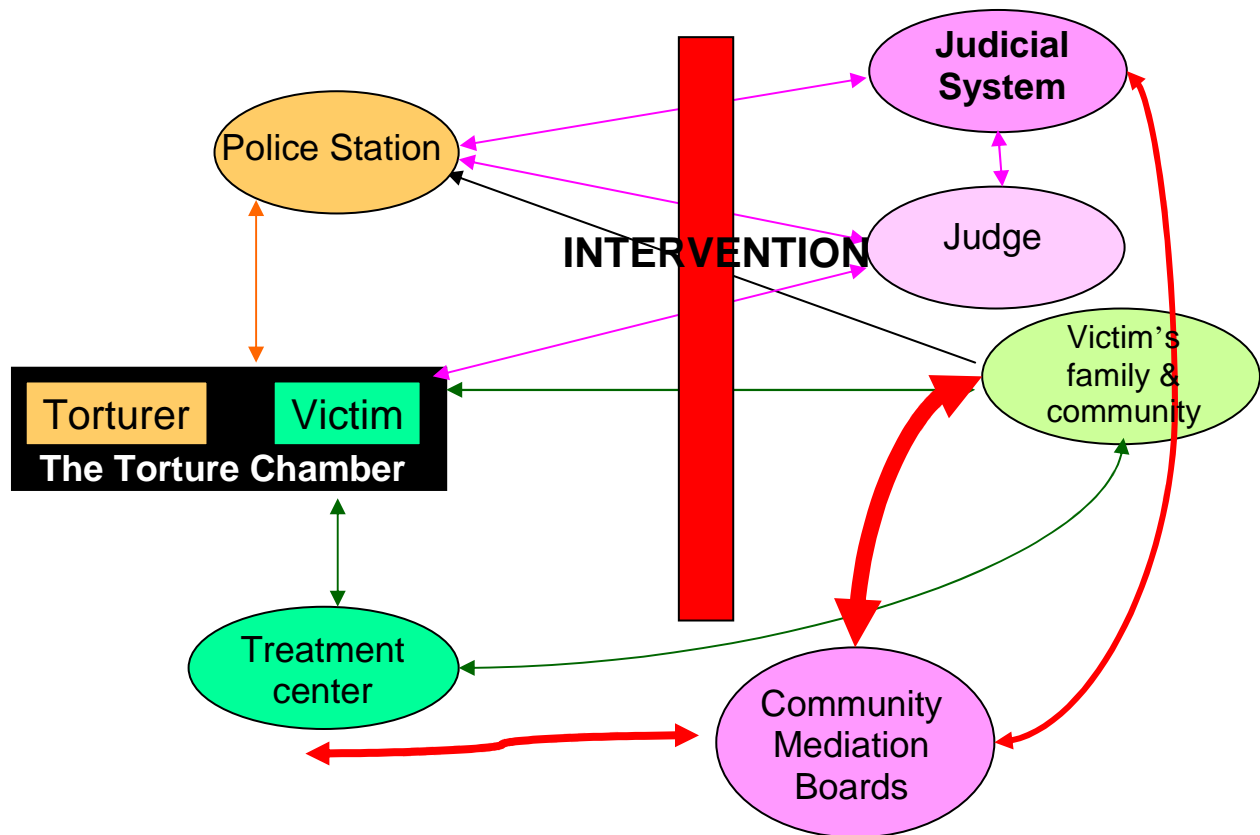 Judicial
System
Police Station
INTERVENTION
Judge
Victim's
family &
community
Torturer
Victim
The Torture Chamber
Treatment
center
Community
Mediation
Boards